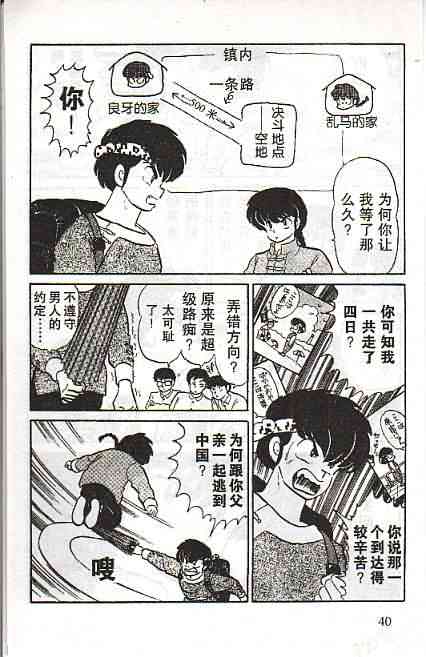 镇内
一条路
500米
良牙的家
决斗地点
——空地
乱马的家
你！
为何你让
我等了那
么久？
你可知我
一共走了
四日？
弄错方向？
原来是超
级路痴？
太可耻
了！
不遵守
男人的
约定……
你说那一
个到达得
较辛苦？
为何跟你父
亲一起逃到
中国？
嗖
40